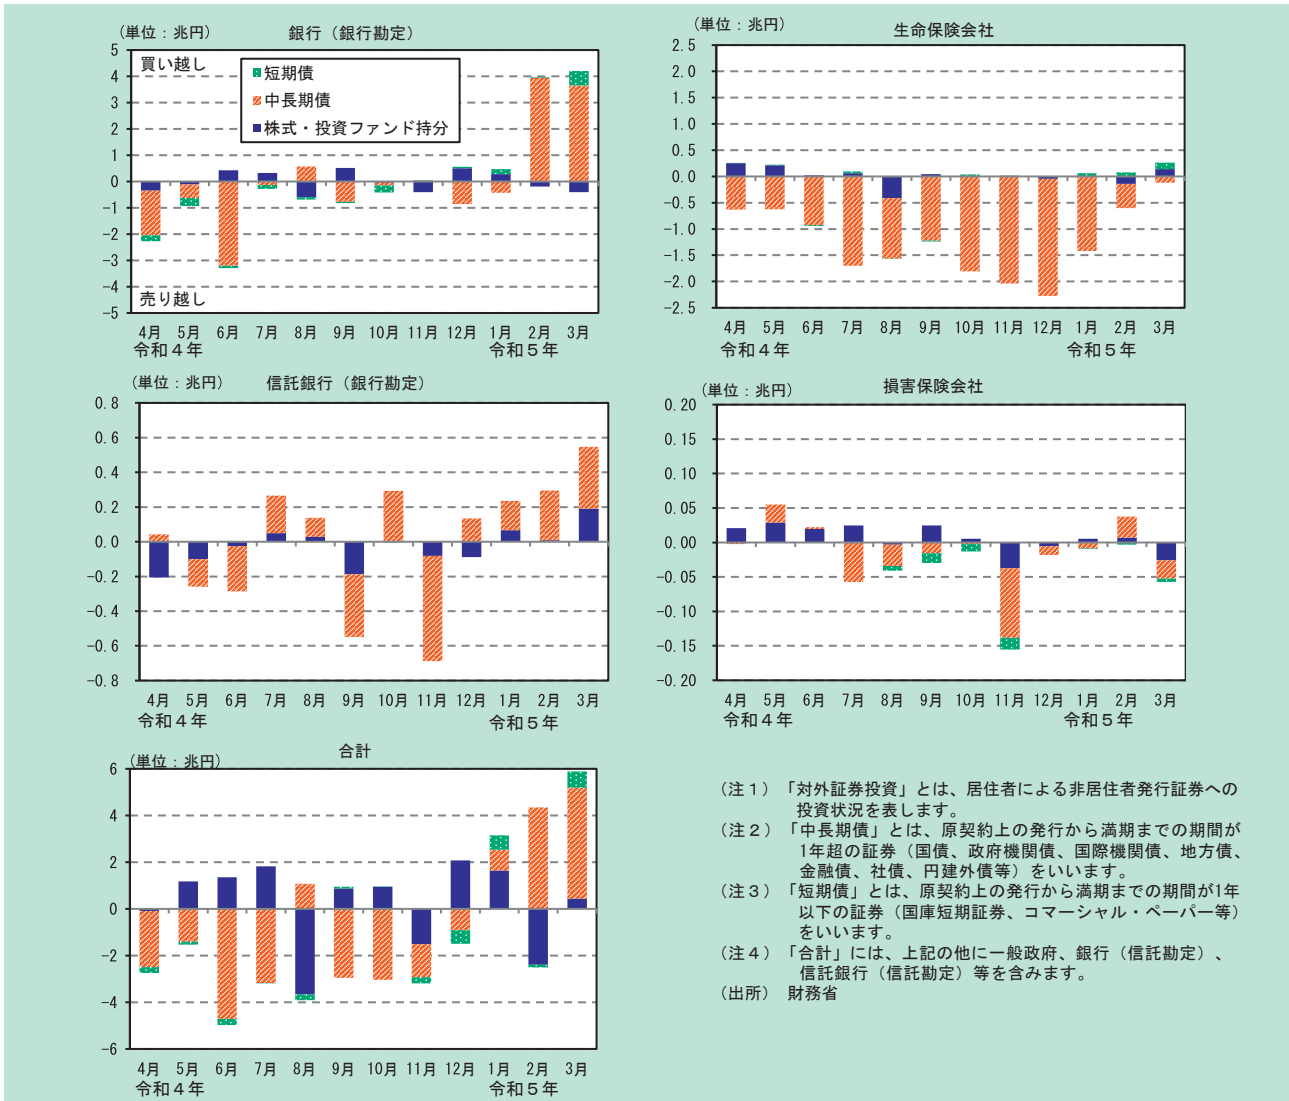 (単位：兆円)
銀行（銀行勘定）
5
4
3
2
1
0
−1
−2
−3
−4
−5
買い越し
売り越し
短期債
中長期債
株式・投資ファンド持分
4月 5月 6月 7月 8月 9月 10月 11月 12月 1月 2月 3月
令和４年 令和５年
(単位：兆円)
生命保険会社
2.5
2.0
1.5
1.0
0.5
0.0
−0.5
−1.0
−1.5
−2.0
−2.5
4月 5月 6月 7月 8月 9月 10月 11月 12月 1月 2月 3月
令和４年 令和５年
(単位：兆円)
信託銀行（銀行勘定）
0.8
0.6
0.4
0.2
0.0
−0.2
−0.4
−0.6
−0.8
4月 5月 6月 7月 8月 9月 10月 11月 12月 1月 2月 3月
令和４年 令和５年
(単位：兆円)
損害保険会社
0.20
0.15
0.10
0.05
0.00
−0.05
−0.10
−0.15
−0.20
4月 5月 6月 7月 8月 9月 10月 11月 12月 1月 2月 3月
令和４年 令和５年
(単位：兆円)
合計
6
4
2
0
−2
−4
−6
4月 5月 6月 7月 8月 9月 10月 11月 12月 1月 2月 3月
令和４年 令和５年
（注１）「対外証券投資」とは、居住者による非居住者発行証券への
投資状況を表します。
（注２）「中長期債」とは、原契約上の発行から満期までの期間が
1年超の証券（国債、政府機関債、国際機関債、地方債、
金融債、社債、円建外債等）をいいます。
（注３）「短期債」とは、原契約上の発行から満期までの期間が1年
以下の証券（国庫短期証券、コマーシャル・ペーパー等）
をいいます。
（注４）「合計」には、上記の他に一般政府、銀行（信託勘定）、
信託銀行（信託勘定）等を含みます。
（出所） 財務省